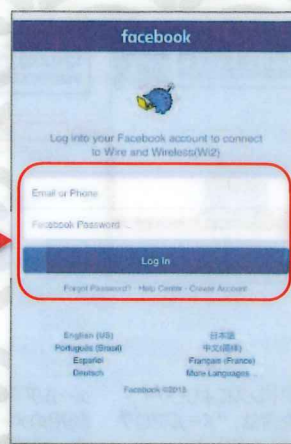 facebook
Log into your Facebook account to connect
to Wire and Wireless(Wi2)
Email or Phone
Facebook Password
Log In
Forgot Password? · Help Center · Create Account
English (US) 日本語
Português (Brasil) 中文(简体)
Español Français (France)
Deutsch More Languages...
Facebook ©2015